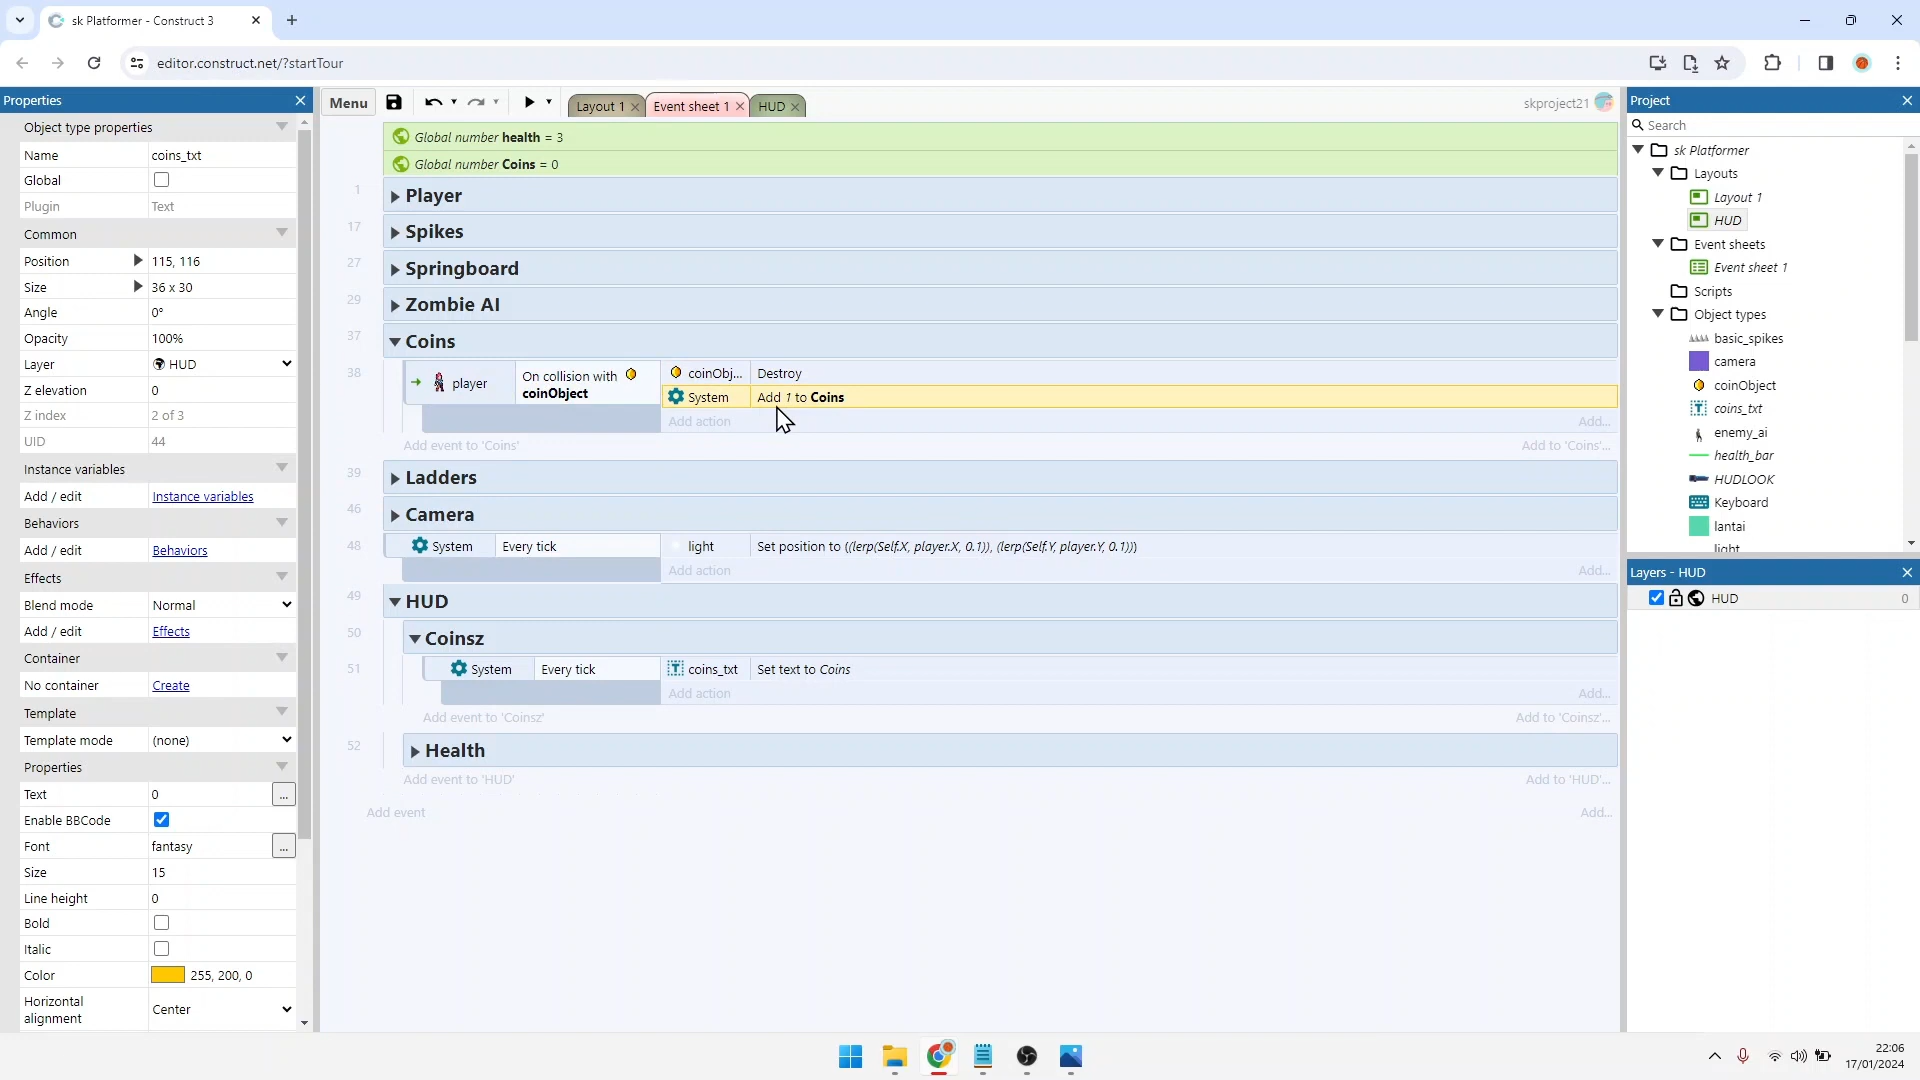 sk Platformer - Construct 3
editor.construct.net/?startTour
Properties
Object type properties
Name coins_txt
Global
Plugin Text
Common
Position 115, 116
Size 36 x 30
Angle 0°
Opacity 100%
Layer HUD
Z elevation 0
Z index 2 of 3
UID 44
Instance variables
Add / edit Instance variables
Behaviors
Add / edit Behaviors
Effects
Blend mode Normal
Add / edit Effects
Container
No container Create
Template
Template mode (none)
Properties
Text 0 ...
Enable BBCode
Font fantasy ...
Size 15
Line height 0
Bold
Italic
Color 255, 200, 0
Horizontal
alignment Center
Menu
Layout 1
Event sheet 1
HUD
skproject21
Global number health = 3
Global number Coins = 0
1 Player
17 Spikes
27 Springboard
29 Zombie AI
37 Coins
38 player On collision with coinObject coinObj... Destroy
System Add 1 to Coins
Add action Add...
Add event to 'Coins' Add to 'Coins'...
39 Ladders
46 Camera
48 System Every tick light Set position to ((lerp(Self.X, player.X, 0.1)), (lerp(Self.Y, player.Y, 0.1)))
Add action Add...
49 HUD
50 Coinsz
51 System Every tick coins_txt Set text to Coins
Add action Add...
Add event to 'Coinsz' Add to 'Coinsz'...
52 Health
Add event to 'HUD' Add to 'HUD'...
Add event Add...
Project
Search
sk Platformer
Layouts
Layout 1
HUD
Event sheets
Event sheet 1
Scripts
Object types
basic_spikes
camera
coinObject
coins_txt
enemy_ai
health_bar
HUDLOOK
Keyboard
lantai
light
Layers - HUD
HUD 0
22:06
17/01/2024